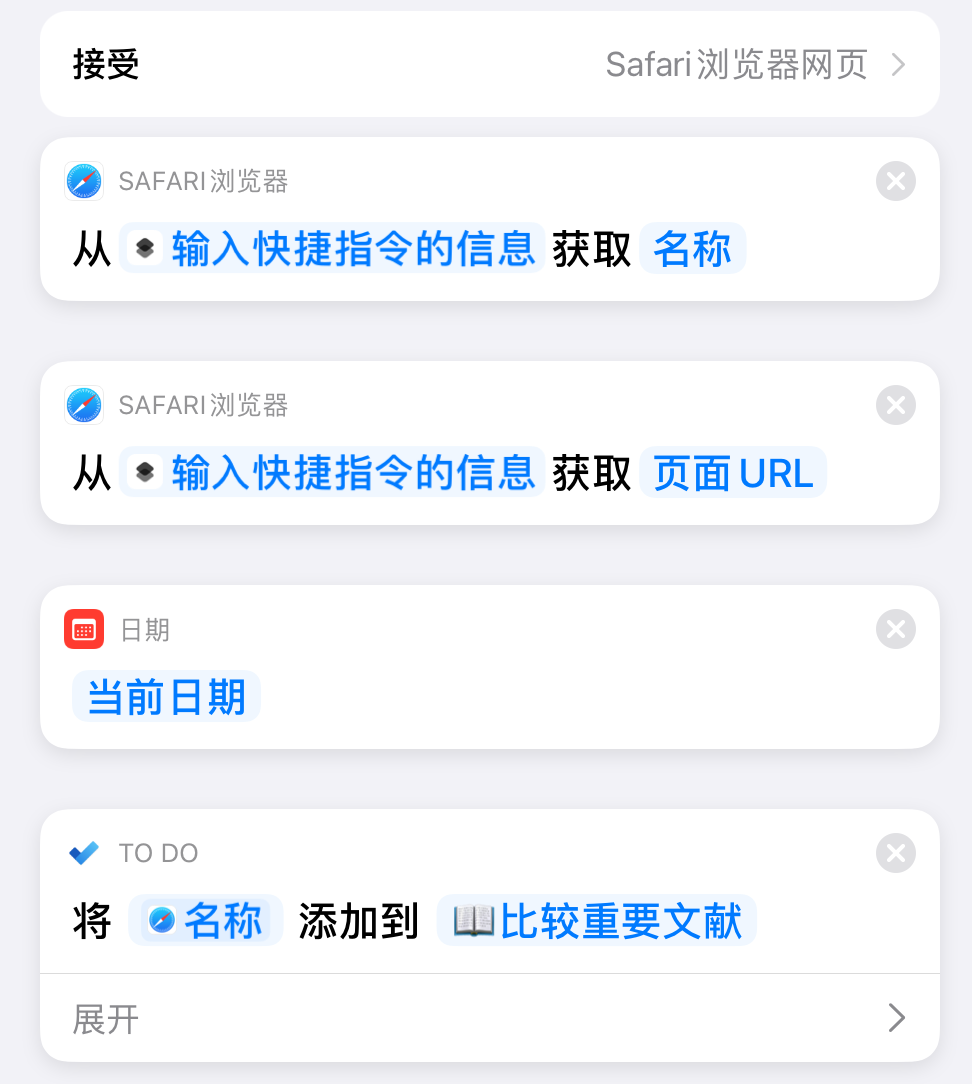 接受 Safari浏览器网页
SAFARI浏览器
从 输入快捷指令的信息 获取 名称
SAFARI浏览器
从 输入快捷指令的信息 获取 页面URL
日期
当前日期
TO DO
将 名称 添加到 📖比较重要文献
展开